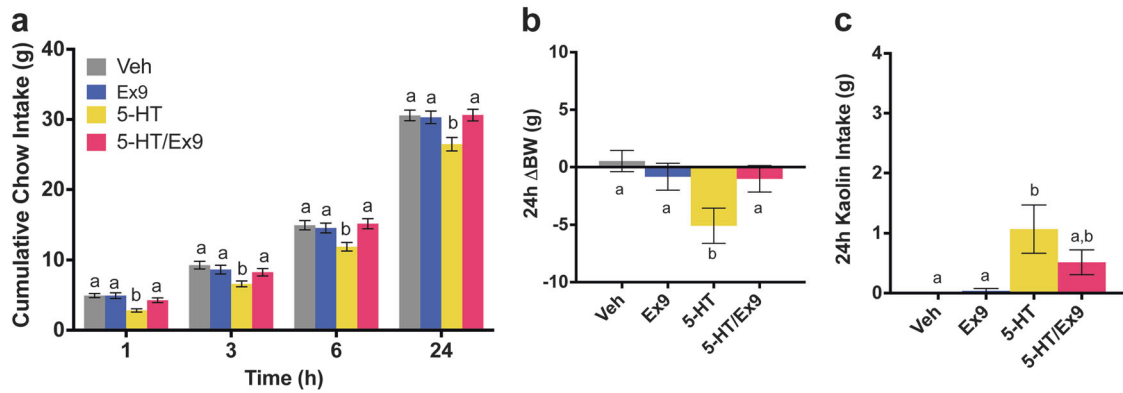 a
Cumulative Chow Intake (g)
40
30
20
10
0
Veh
Ex9
5-HT
5-HT/Ex9
a a b a
a a b a
a a b a
a a b a
1 3 6 24
Time (h)
b
24h ΔBW (g)
10
5
0
-5
-10
a a b a
Veh Ex9 5-HT 5-HT/Ex9
c
24h Kaolin Intake (g)
4
3
2
1
0
a a b a,b
Veh Ex9 5-HT 5-HT/Ex9